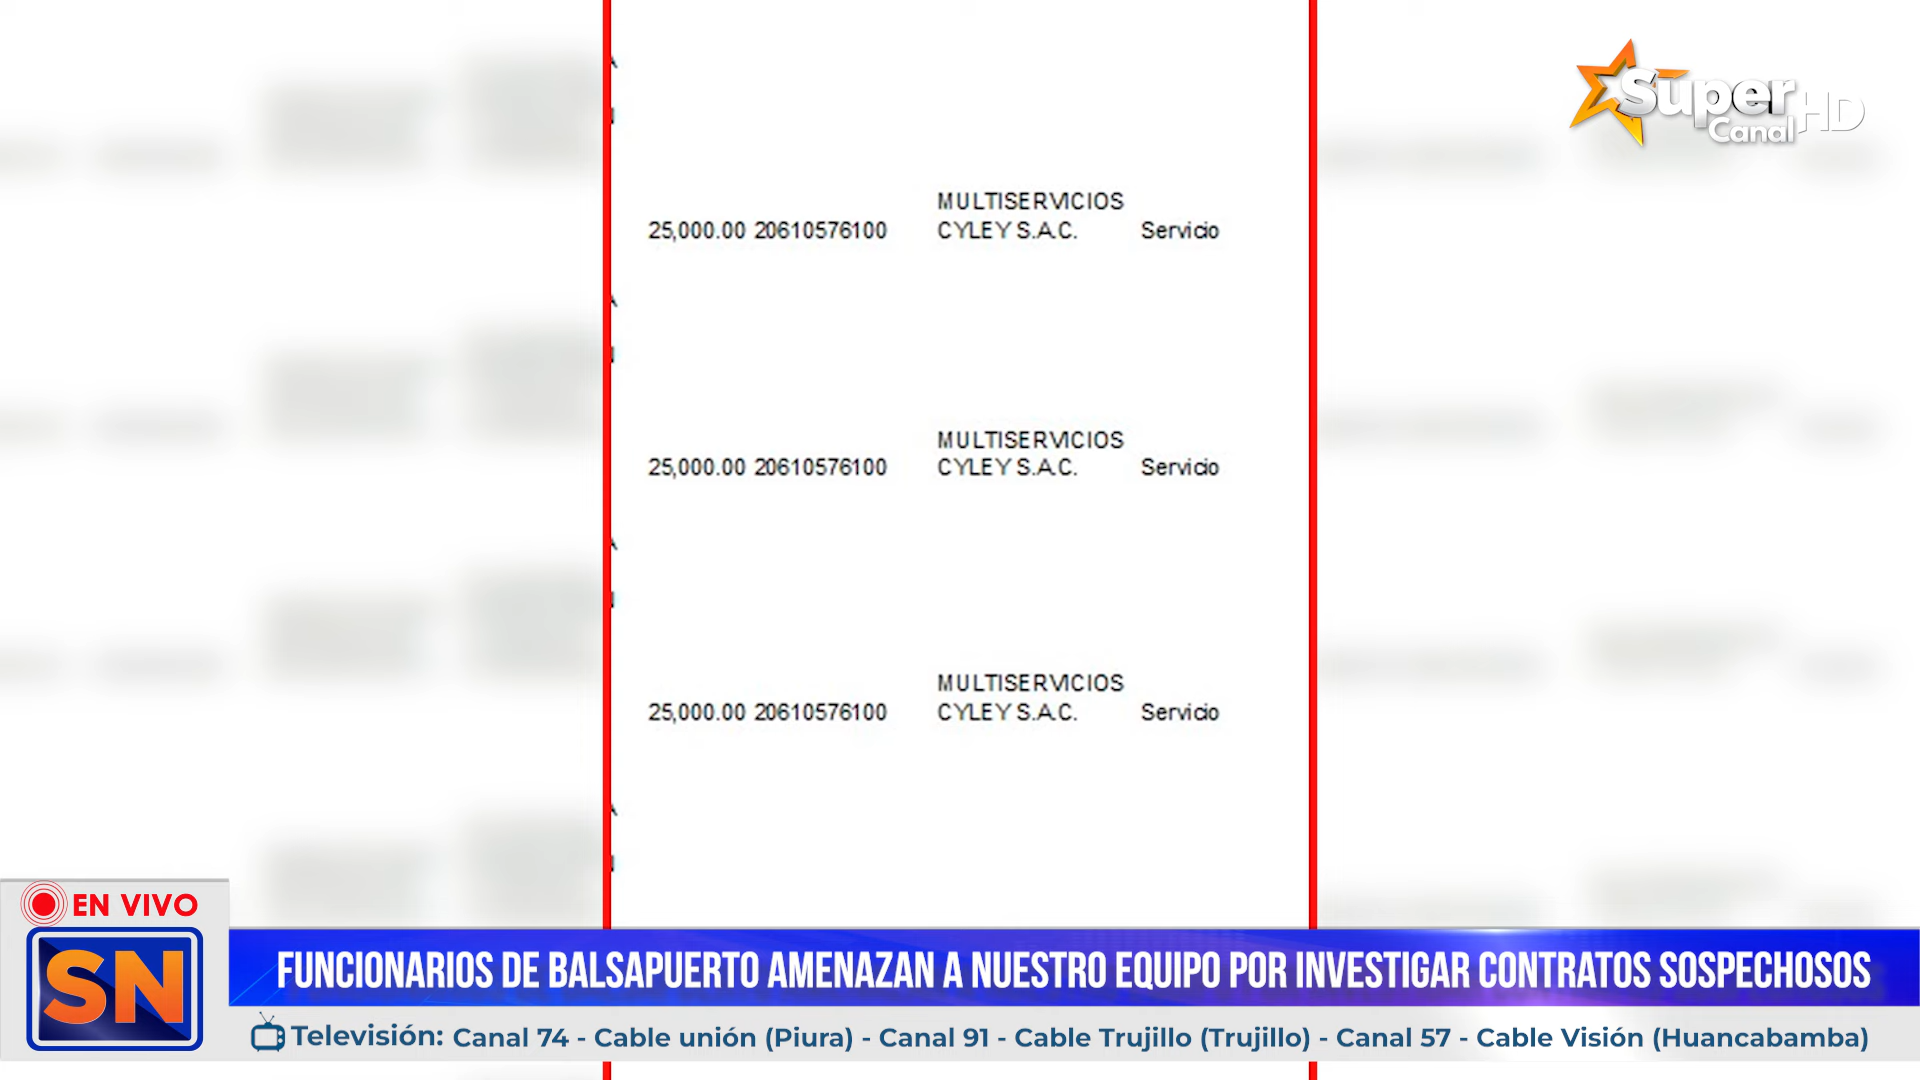 Super
Canal HD
MULTISERVICIOS
25,000.00 20610576100 CYLEY S.A.C. Servicio
MULTISERVICIOS
25,000.00 20610576100 CYLEY S.A.C. Servicio
MULTISERVICIOS
25,000.00 20610576100 CYLEY S.A.C. Servicio
EN VIVO
SN
FUNCIONARIOS DE BALSAPUERTO AMENAZAN A NUESTRO EQUIPO POR INVESTIGAR CONTRATOS SOSPECHOSOS
Televisión: Canal 74 - Cable unión (Piura) - Canal 91 - Cable Trujillo (Trujillo) - Canal 57 - Cable Visión (Huancabamba)